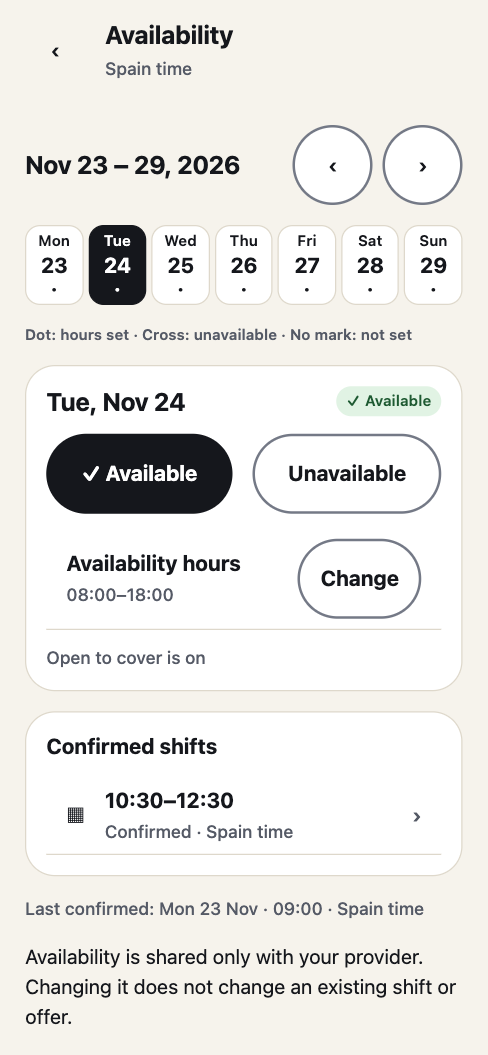 ‹
Availability
Spain time
Nov 23 – 29, 2026
‹ ›
Mon Tue Wed Thu Fri Sat Sun
23 24 25 26 27 28 29
• • • • • • •
Dot: hours set · Cross: unavailable · No mark: not set
Tue, Nov 24
✓ Available
✓ Available
Unavailable
Availability hours
08:00–18:00
Change
Open to cover is on
Confirmed shifts
▦ 10:30–12:30 ›
Confirmed · Spain time
Last confirmed: Mon 23 Nov · 09:00 · Spain time
Availability is shared only with your provider.
Changing it does not change an existing shift or
offer.